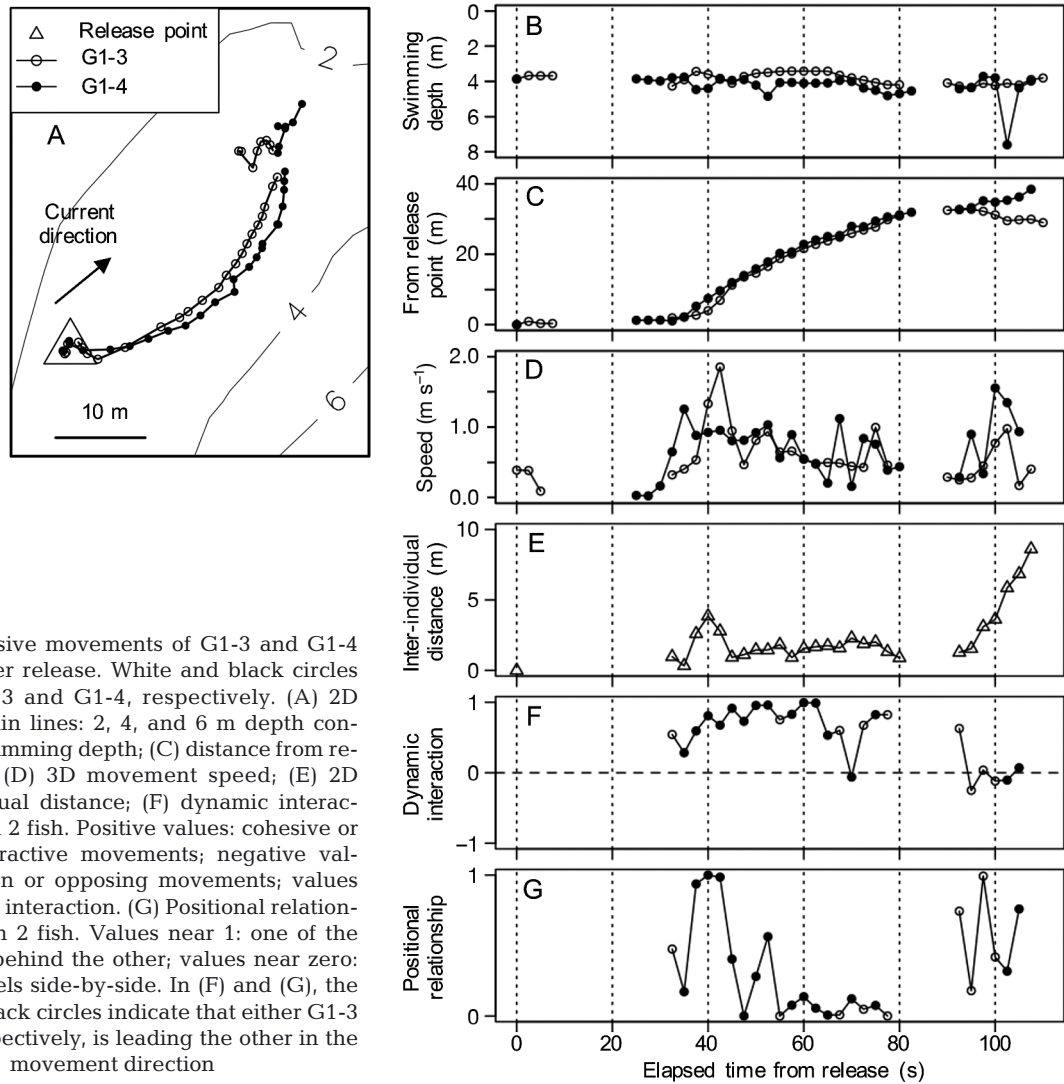 Release point
G1-3
G1-4
A
2
Current
direction
4
6
10 m
B
Swimming
depth (m)
0
2
4
6
8
C
From release
point (m)
40
20
0
D
Speed (m s⁻¹)
2.0
1.0
0.0
E
Inter-individual
distance (m)
10
5
0
F
Dynamic
interaction
1
0
−1
G
Positional
relationship
1
0
0 20 40 60 80 100
Elapsed time from release (s)
sive movements of G1-3 and G1-4
er release. White and black circles
3 and G1-4, respectively. (A) 2D
in lines: 2, 4, and 6 m depth con-
imming depth; (C) distance from re-
(D) 3D movement speed; (E) 2D
ual distance; (F) dynamic interac-
n 2 fish. Positive values: cohesive or
ractive movements; negative val-
n or opposing movements; values
interaction. (G) Positional relation-
n 2 fish. Values near 1: one of the
behind the other; values near zero:
els side-by-side. In (F) and (G), the
ack circles indicate that either G1-3
pectively, is leading the other in the
movement direction